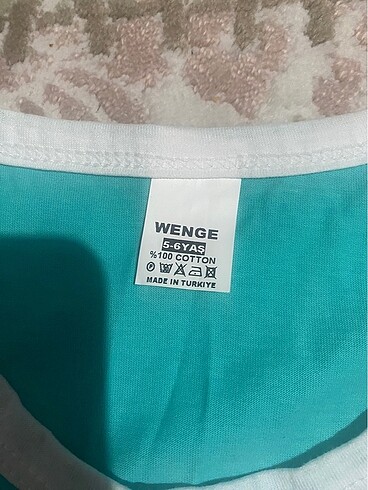 WENGE
5-6YAŞ
%100 COTTON
MADE IN TURKIYE